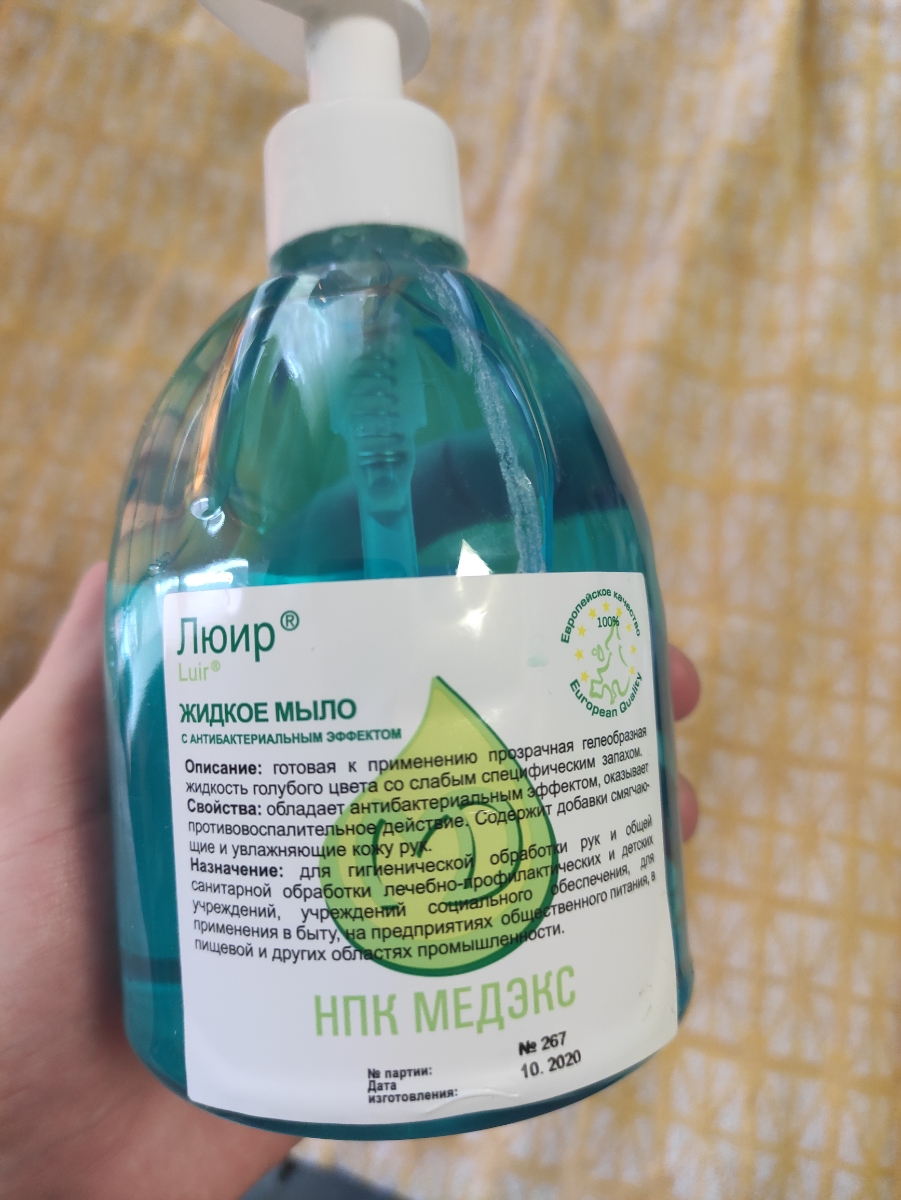 Люир®
Luir®
Европейское качество
100%
European Quality
ЖИДКОЕ МЫЛО
С АНТИБАКТЕРИАЛЬНЫМ ЭФФЕКТОМ
Описание: готовая к применению прозрачная гелеобразная
жидкость голубого цвета со слабым специфическим запахом.
Свойства: обладает антибактериальным эффектом, оказывает
противовоспалительное действие. Содержит добавки смягчаю-
щие и увлажняющие кожу рук.
Назначение: для гигиенической обработки рук и общей
санитарной обработки лечебно-профилактических и детских
учреждений, учреждений социального обеспечения, для
применения в быту, на предприятиях общественного питания, в
пищевой и других областях промышленности.
НПК МЕДЭКС
№ партии: № 267
Дата
изготовления: 10. 2020